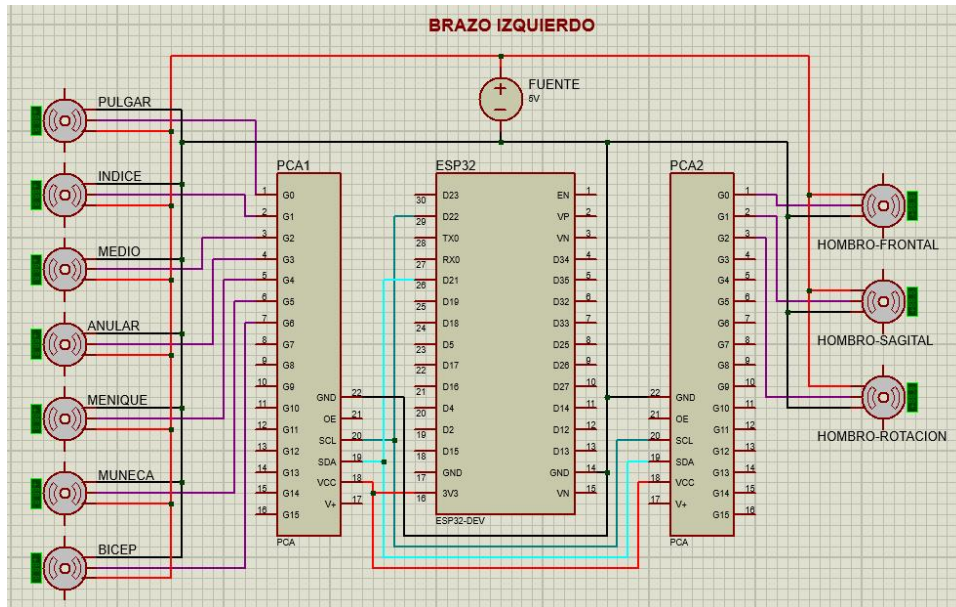 BRAZO IZQUIERDO
FUENTE
5V
PULGAR
INDICE
MEDIO
ANULAR
MENIQUE
MUNECA
BICEP
PCA1
1 G0
2 G1
3 G2
4 G3
5 G4
6 G5
7 G6
8 G7
9 G8
10 G9
11 G10
12 G11
13 G12
14 G13
15 G14
16 G15
GND 22
OE 21
SCL 20
SDA 19
VCC 18
V+ 17
PCA
ESP32
30 D23
29 D22
28 TX0
27 RX0
26 D21
25 D19
24 D18
23 D5
22 D17
21 D16
20 D4
19 D2
18 D15
17 GND
16 3V3
EN 1
VP 2
VN 3
D34 4
D35 5
D32 6
D33 7
D25 8
D26 9
D27 10
D14 11
D12 12
D13 13
GND 14
VN 15
ESP32-DEV
PCA2
22 GND
21 OE
20 SCL
19 SDA
18 VCC
17 V+
G0 1
G1 2
G2 3
G3 4
G4 5
G5 6
G6 7
G7 8
G8 9
G9 10
G10 11
G11 12
G12 13
G13 14
G14 15
G15 16
PCA
HOMBRO-FRONTAL
HOMBRO-SAGITAL
HOMBRO-ROTACION